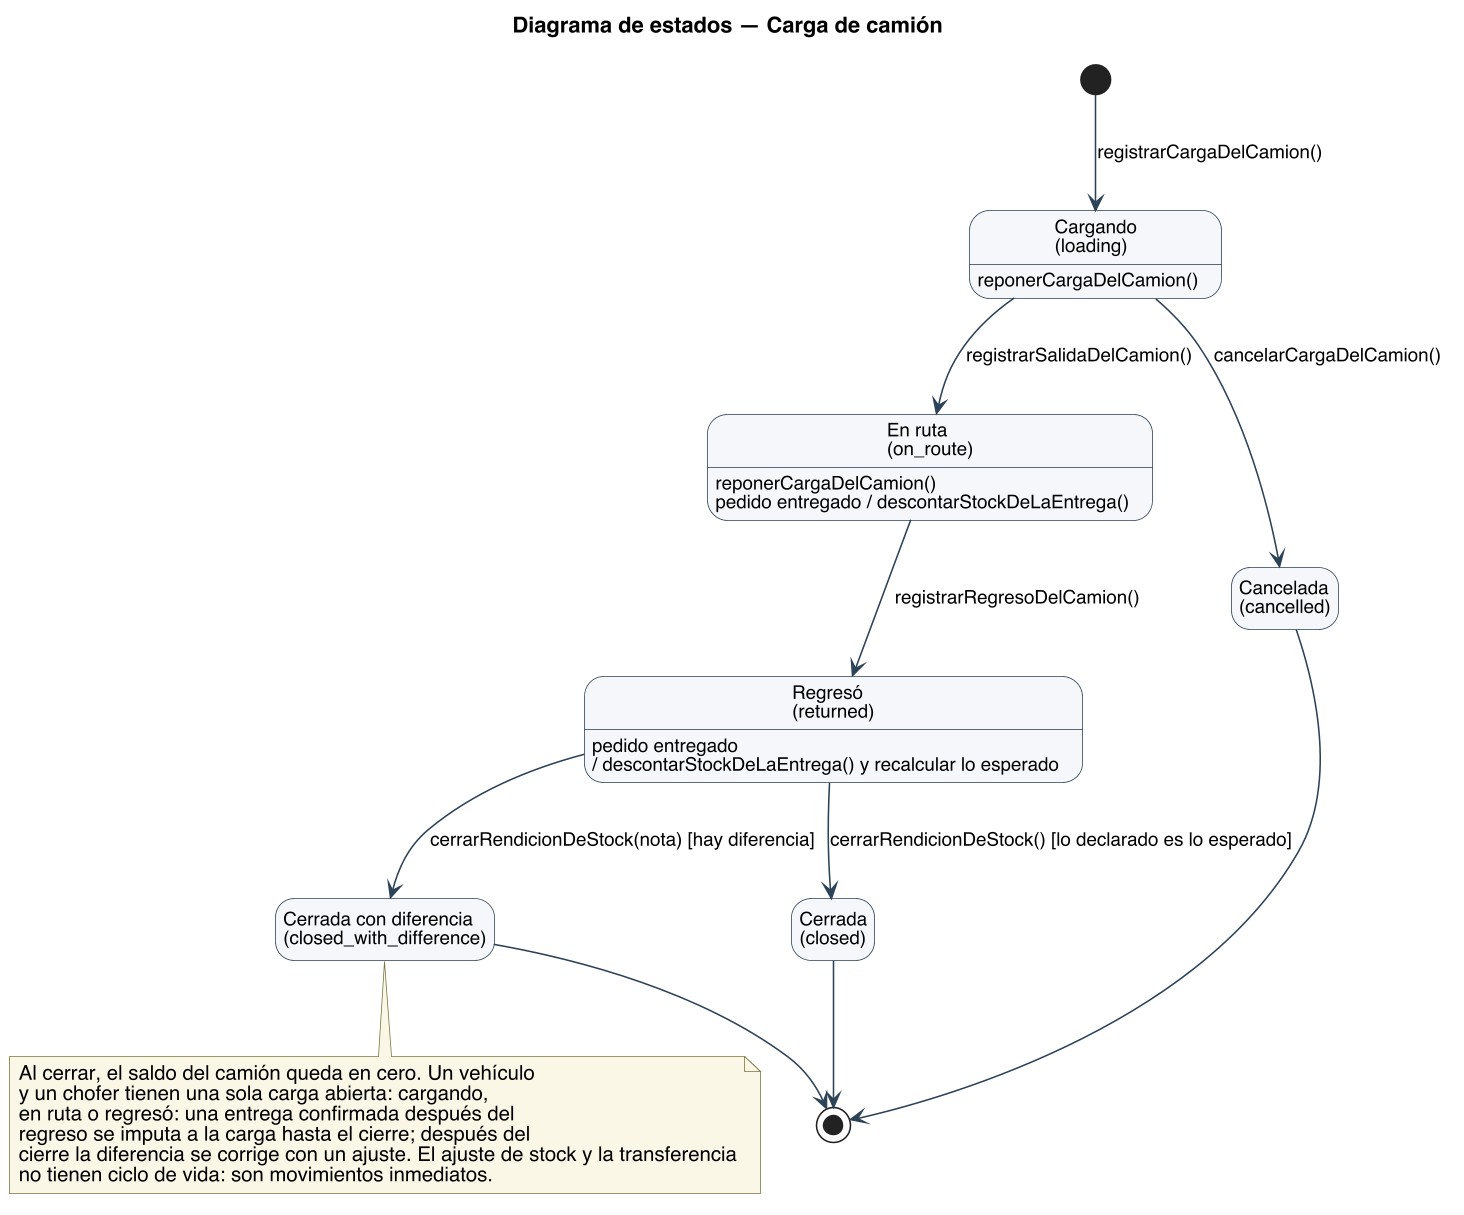 Diagrama de estados — Carga de camión
registrarCargaDelCamion()
Cargando
(loading)
reponerCargaDelCamion()
registrarSalidaDelCamion()
cancelarCargaDelCamion()
En ruta
(on_route)
reponerCargaDelCamion()
pedido entregado / descontarStockDeLaEntrega()
Cancelada
(cancelled)
registrarRegresoDelCamion()
Regresó
(returned)
pedido entregado
/ descontarStockDeLaEntrega() y recalcular lo esperado
cerrarRendicionDeStock(nota) [hay diferencia]
cerrarRendicionDeStock() [lo declarado es lo esperado]
Cerrada con diferencia
(closed_with_difference)
Cerrada
(closed)
Al cerrar, el saldo del camión queda en cero. Un vehículo
y un chofer tienen una sola carga abierta: cargando,
en ruta o regresó: una entrega confirmada después del
regreso se imputa a la carga hasta el cierre; después del
cierre la diferencia se corrige con un ajuste. El ajuste de stock y la transferencia
no tienen ciclo de vida: son movimientos inmediatos.